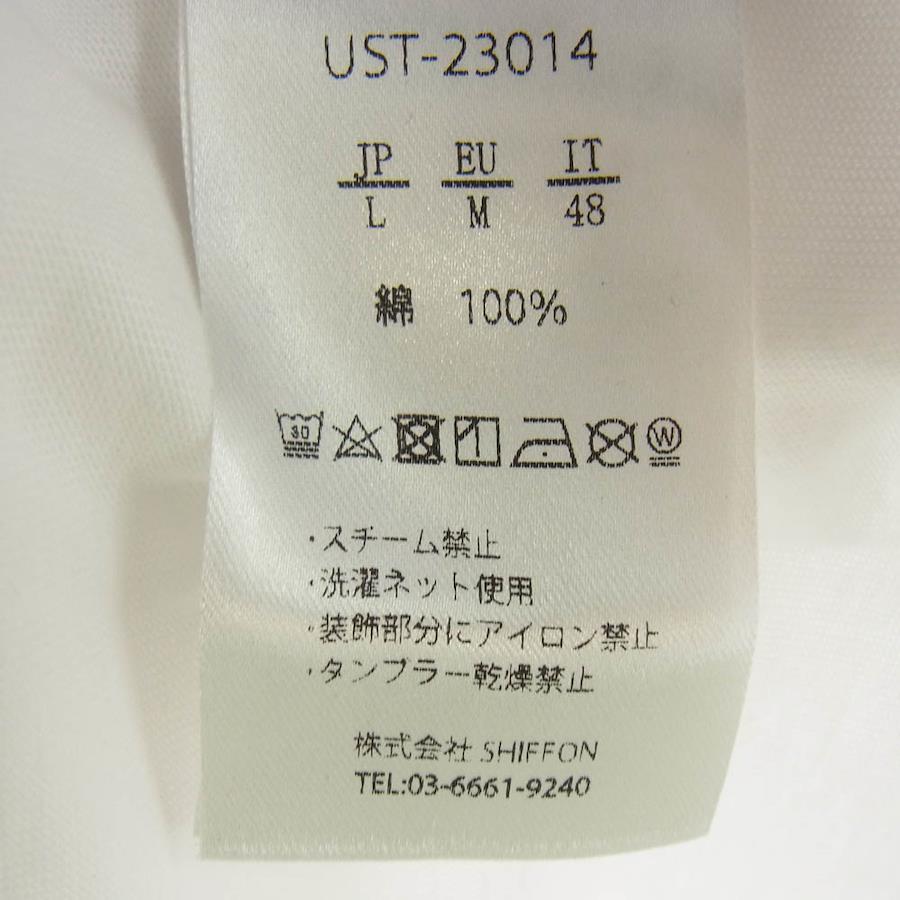 UST-23014
JP EU IT
L M 48
綿 100%
30 W
・スチーム禁止
・洗濯ネット使用
・装飾部分にアイロン禁止
・タンブラー乾燥禁止
株式会社 SHIFFON
TEL:03-6661-9240